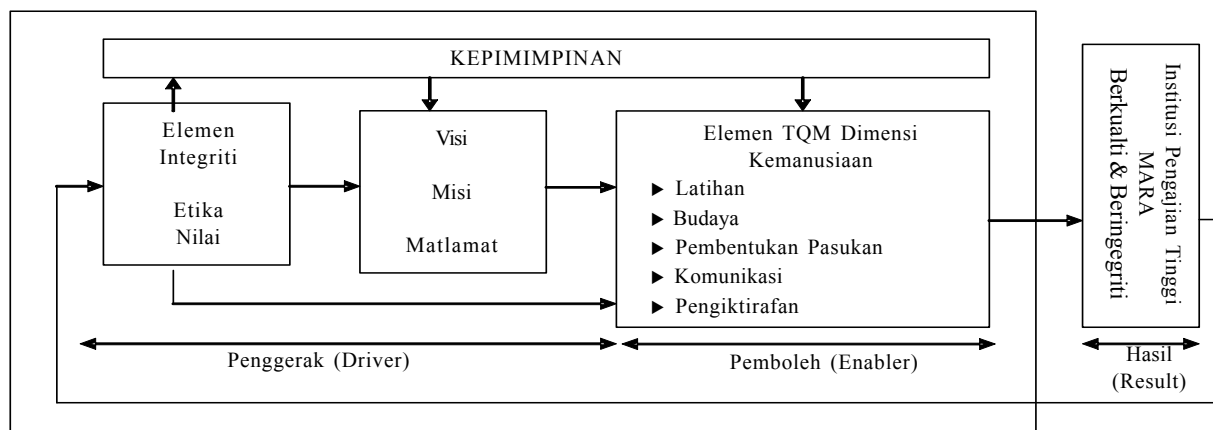 KEPIMIMPINAN
Elemen
Integriti
Etika
Nilai
Visi
Misi
Matlamat
Elemen TQM Dimensi
Kemanusiaan
Latihan
Budaya
Pembentukan Pasukan
Komunikasi
Pengiktirafan
Institusi Pengajian Tinggi
MARA
Berkualti & Beringegriti
Penggerak (Driver)
Pemboleh (Enabler)
Hasil
(Result)